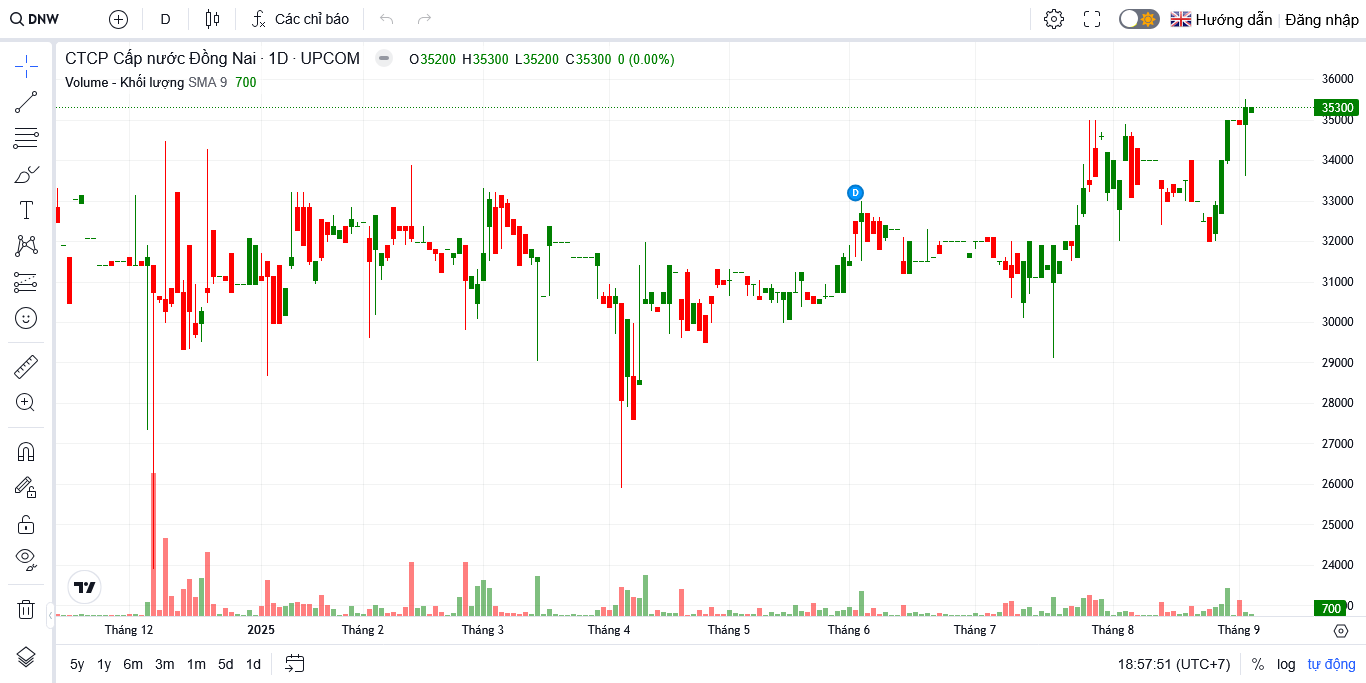 DNW D Các chỉ báo Hướng dẫn Đăng nhập
CTCP Cấp nước Đồng Nai · 1D · UPCOM O35200 H35300 L35200 C35300 0 (0.00%)
Volume - Khối lượng SMA 9 700
36000
35300
35000
34000
33000
D
32000
31000
30000
29000
28000
27000
26000
25000
24000
700
Tháng 12 2025 Tháng 2 Tháng 3 Tháng 4 Tháng 5 Tháng 6 Tháng 7 Tháng 8 Tháng 9
5y 1y 6m 3m 1m 5d 1d 18:57:51 (UTC+7) % log tự động